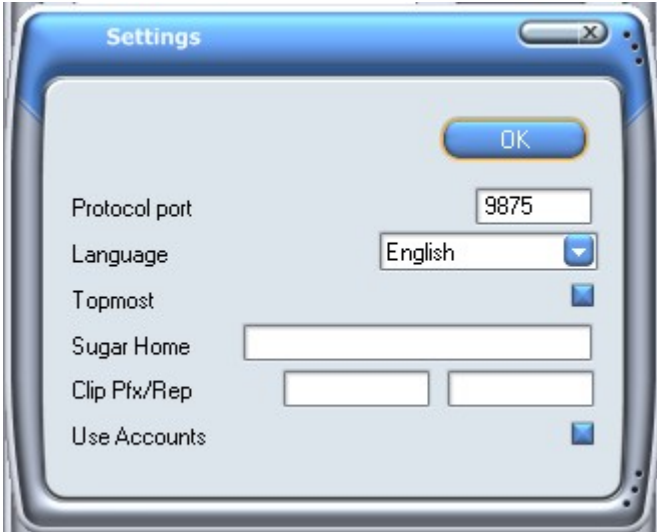 Settings
OK
Protocol port 9875
Language English
Topmost
Sugar Home
Clip Pfx/Rep
Use Accounts